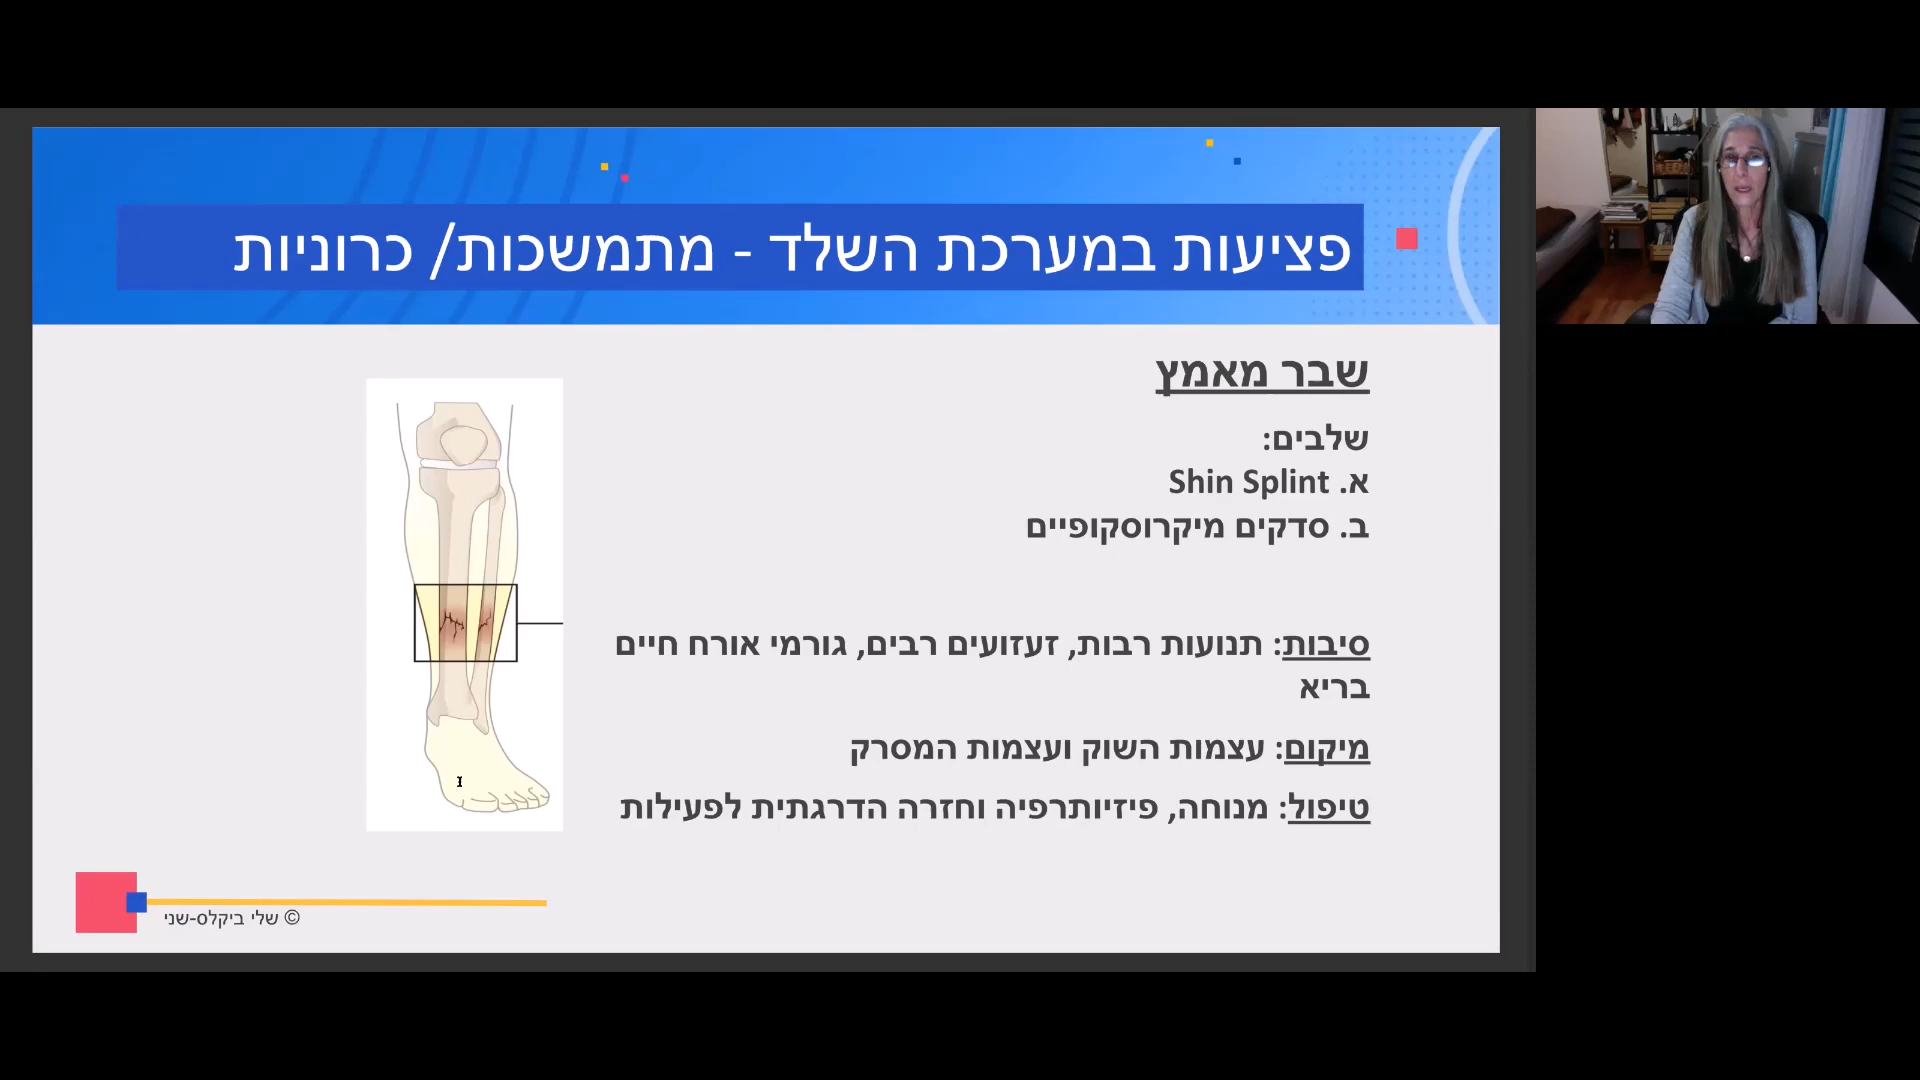 פציעות במערכת השלד - מתמשכות/ כרוניות
שבר מאמץ
שלבים:
א. Shin Splint
ב. סדקים מיקרוסקופיים
סיבות: תנועות רבות, זעזועים רבים, גורמי אורח חיים
בריא
מיקום: עצמות השוק ועצמות המסרק
טיפול: מנוחה, פיזיותרפיה וחזרה הדרגתית לפעילות
© שלי ביקלס-שני